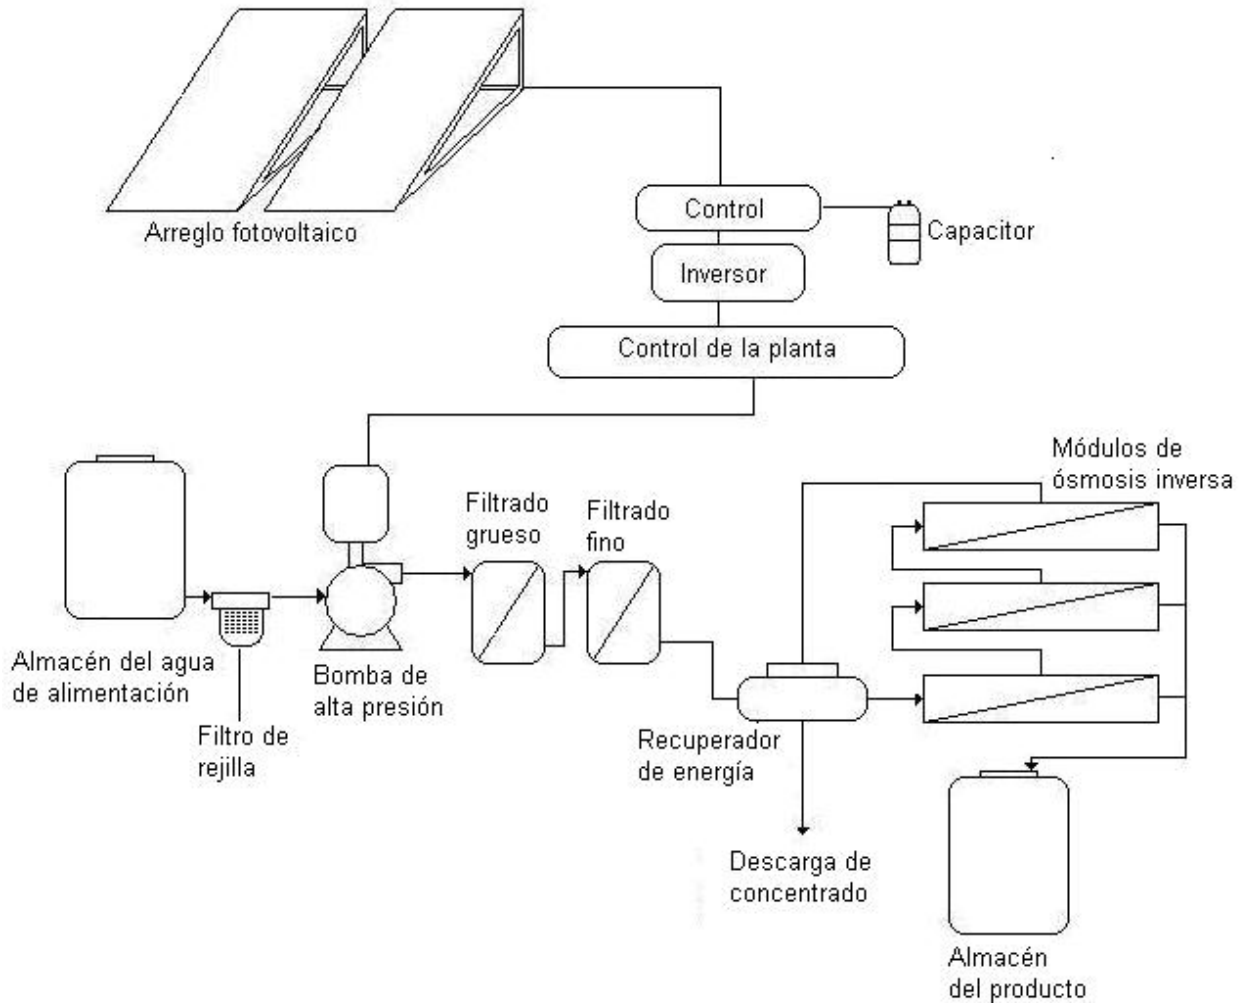 Arreglo fotovoltaico
Control
Capacitor
Inversor
Control de la planta
Módulos de
ósmosis inversa
Filtrado
grueso
Filtrado
fino
Almacén del agua
de alimentación
Bomba de
alta presión
Filtro de
rejilla
Recuperador
de energía
Descarga de
concentrado
Almacén
del producto